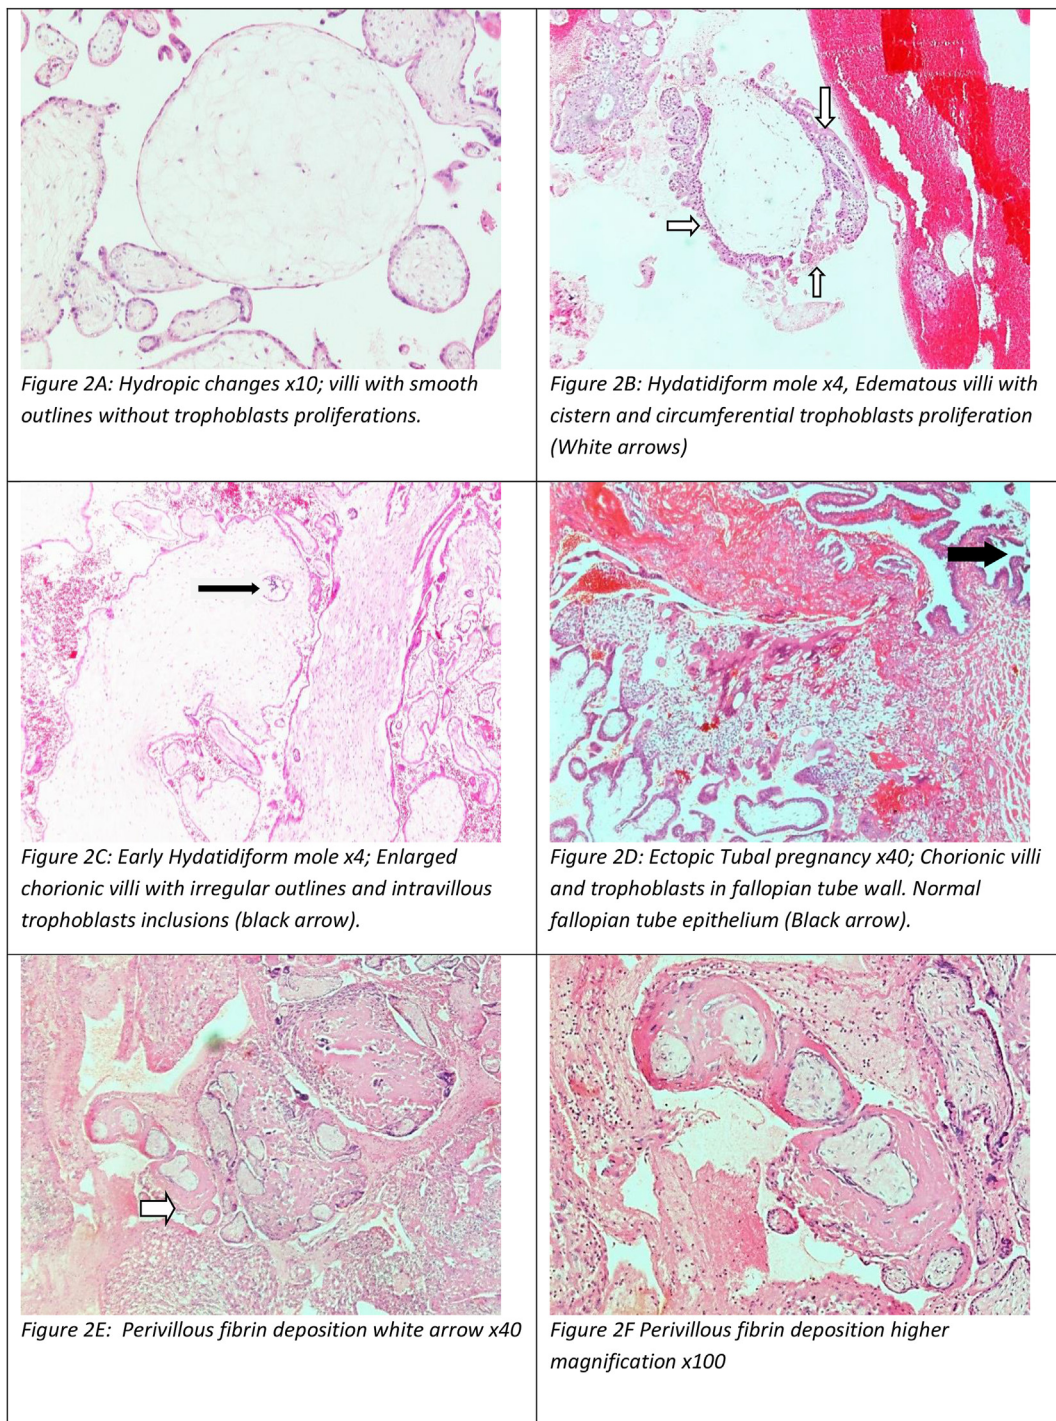 Figure 2A: Hydropic changes x10; villi with smooth
outlines without trophoblasts proliferations.
Figure 2B: Hydatidiform mole x4, Edematous villi with
cistern and circumferential trophoblasts proliferation
(White arrows)
Figure 2C: Early Hydatidiform mole x4; Enlarged
chorionic villi with irregular outlines and intravillous
trophoblasts inclusions (black arrow).
Figure 2D: Ectopic Tubal pregnancy x40; Chorionic villi
and trophoblasts in fallopian tube wall. Normal
fallopian tube epithelium (Black arrow).
Figure 2E:  Perivillous fibrin deposition white arrow x40
Figure 2F Perivillous fibrin deposition higher
magnification x100